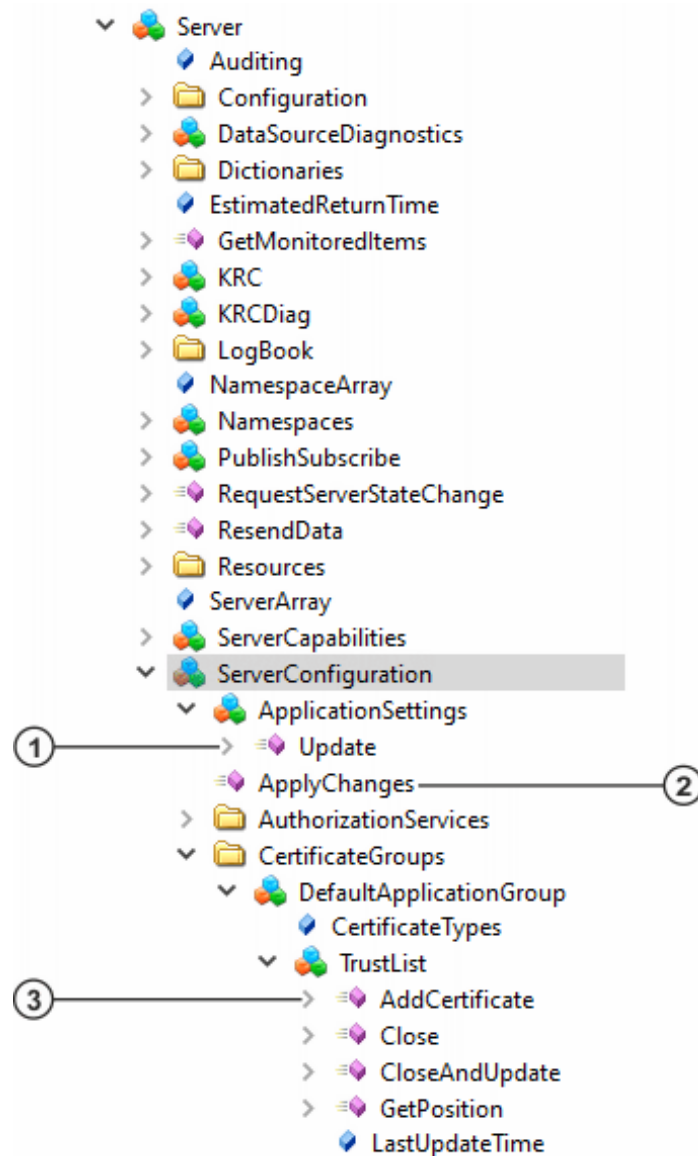 Server
Auditing
Configuration
DataSourceDiagnostics
Dictionaries
EstimatedReturnTime
GetMonitoredItems
KRC
KRCDiag
LogBook
NamespaceArray
Namespaces
PublishSubscribe
RequestServerStateChange
ResendData
Resources
ServerArray
ServerCapabilities
ServerConfiguration
ApplicationSettings
1 Update
ApplyChanges 2
AuthorizationServices
CertificateGroups
DefaultApplicationGroup
CertificateTypes
TrustList
3 AddCertificate
Close
CloseAndUpdate
GetPosition
LastUpdateTime